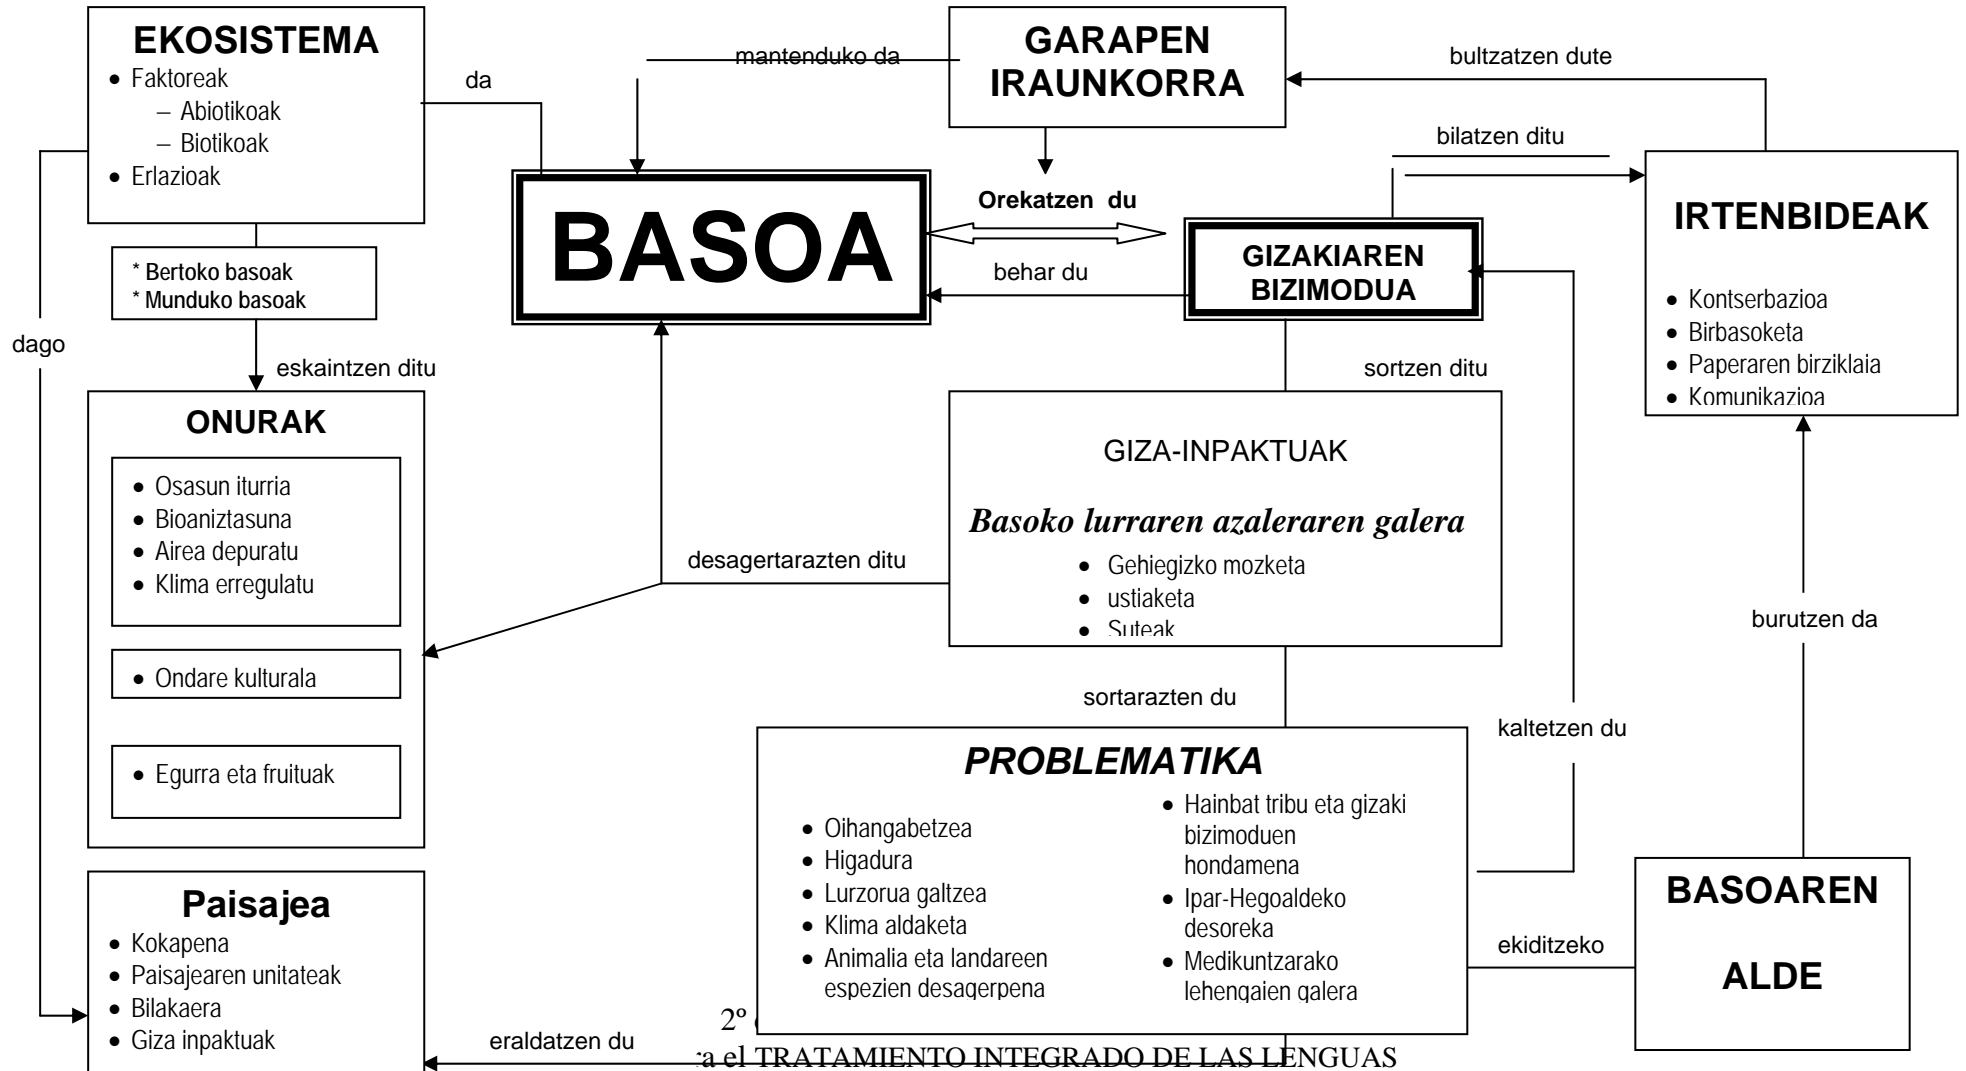 EKOSISTEMA
• Faktoreak
– Abiotikoak
– Biotikoak
• Erlazioak
da
mantenduko da
GARAPEN
IRAUNKORRA
bultzatzen dute
bilatzen ditu
* Bertoko basoak
* Munduko basoak
dago
eskaintzen ditu
BASOA
Orekatzen du
behar du
GIZAKIAREN
BIZIMODUA
IRTENBIDEAK
• Kontserbazioa
• Birbasoketa
• Paperaren birziklaia
• Komunikazioa
ONURAK
• Osasun iturria
• Bioaniztasuna
• Airea depuratu
• Klima erregulatu
• Ondare kulturala
• Egurra eta fruituak
sortzen ditu
GIZA-INPAKTUAK
Basoko lurraren azaleraren galera
• Gehiegizko mozketa
• ustiaketa
• Suteak
desagertarazten ditu
burutzen da
sortarazten du
kaltetzen du
PROBLEMATIKA
• Oihangabetzea
• Higadura
• Lurzorua galtzea
• Klima aldaketa
• Animalia eta landareen
espezien desagerpena
• Hainbat tribu eta gizaki
bizimoduen
hondamena
• Ipar-Hegoaldeko
desoreka
• Medikuntzarako
lehengaien galera
ekiditzeko
BASOAREN
ALDE
Paisajea
• Kokapena
• Paisajearen unitateak
• Bilakaera
• Giza inpaktuak
eraldatzen du
2º
el TRATAMIENTO INTEGRADO DE LAS LENGUAS